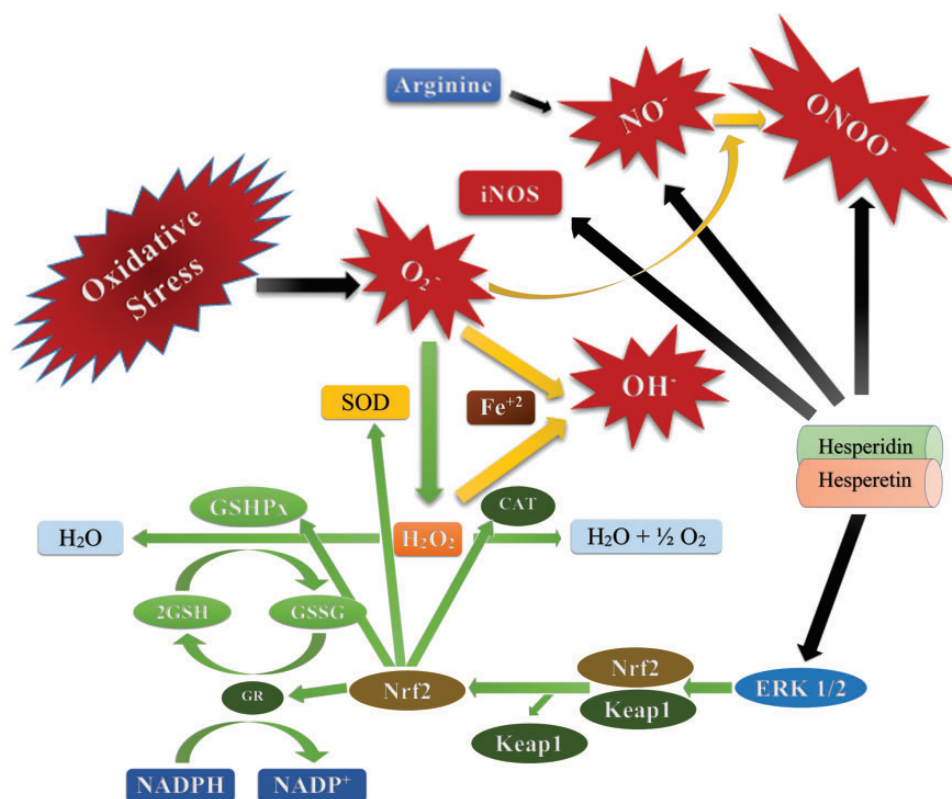 Arginine
NO⁻
ONOO⁻
iNOS
Oxidative
Stress
O₂⁻
OH⁻
SOD
Fe⁺²
Hesperidin
Hesperetin
GSHPx
CAT
H₂O
H₂O₂
H₂O + ½ O₂
2GSH
GSSG
Nrf2
Keap1
ERK 1/2
Nrf2
GR
Keap1
NADPH
NADP⁺